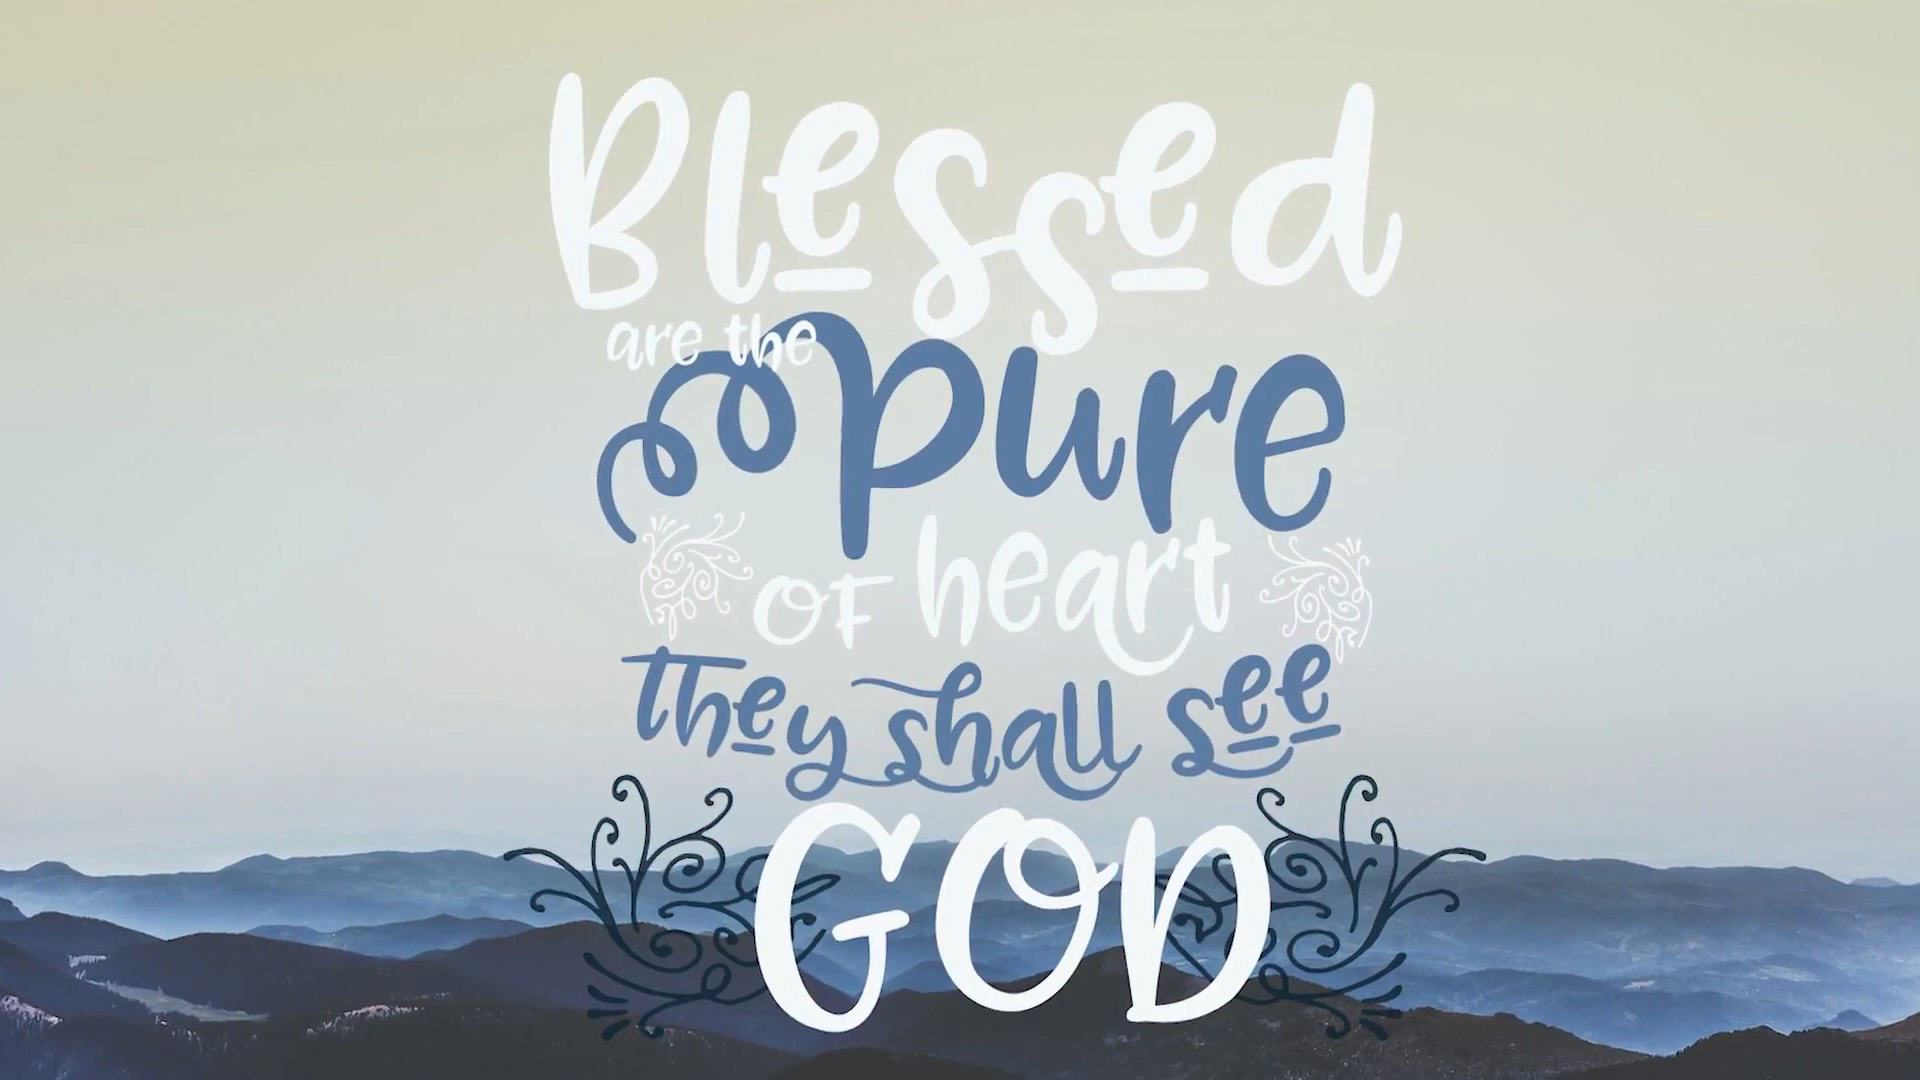 Blessed
are the
pure
OF heart
they shall see
GOD